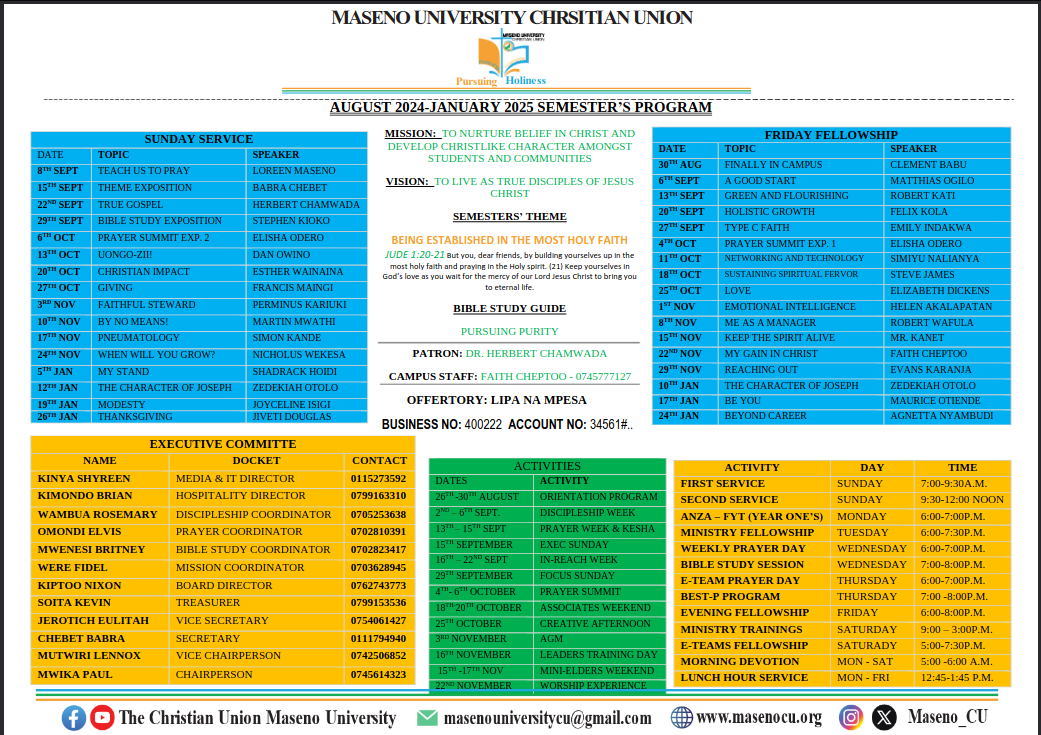 MASENO UNIVERSITY CHRSITIAN UNION
MASENO UNIVERSITY
CHRISTIAN UNION
Pursuing Holiness
AUGUST 2024-JANUARY 2025 SEMESTER'S PROGRAM
SUNDAY SERVICE
DATE TOPIC SPEAKER
8TH SEPT TEACH US TO PRAY LOREEN MASENO
15TH SEPT THEME EXPOSITION BABRA CHEBET
22ND SEPT TRUE GOSPEL HERBERT CHAMWADA
29TH SEPT BIBLE STUDY EXPOSITION STEPHEN KIOKO
6TH OCT PRAYER SUMMIT EXP. 2 ELISHA ODERO
13TH OCT UONGO-ZII! DAN OWINO
20TH OCT CHRISTIAN IMPACT ESTHER WAINAINA
27TH OCT GIVING FRANCIS MAINGI
3RD NOV FAITHFUL STEWARD PERMINUS KARIUKI
10TH NOV BY NO MEANS! MARTIN MWATHI
17TH NOV PNEUMATOLOGY SIMON KANDE
24TH NOV WHEN WILL YOU GROW? NICHOLUS WEKESA
5TH JAN MY STAND SHADRACK HOIDI
12TH JAN THE CHARACTER OF JOSEPH ZEDEKIAH OTOLO
19TH JAN MODESTY JOYCELINE ISIGI
26TH JAN THANKSGIVING JIVETI DOUGLAS
MISSION: TO NURTURE BELIEF IN CHRIST AND
DEVELOP CHRISTLIKE CHARACTER AMONGST
STUDENTS AND COMMUNITIES
VISION: TO LIVE AS TRUE DISCIPLES OF JESUS
CHRIST
SEMESTERS' THEME
BEING ESTABLISHED IN THE MOST HOLY FAITH
JUDE 1:20-21 But you, dear friends, by building yourselves up in the
most holy faith and praying in the Holy spirit. (21) Keep yourselves in
God's love as you wait for the mercy of our Lord Jesus Christ to bring you
to eternal life.
BIBLE STUDY GUIDE
PURSUING PURITY
PATRON: DR. HERBERT CHAMWADA
CAMPUS STAFF: FAITH CHEPTOO - 0745777127
OFFERTORY: LIPA NA MPESA
BUSINESS NO: 400222 ACCOUNT NO: 34561#..
FRIDAY FELLOWSHIP
DATE TOPIC SPEAKER
30TH AUG FINALLY IN CAMPUS CLEMENT BABU
6TH SEPT A GOOD START MATTHIAS OGILO
13TH SEPT GREEN AND FLOURISHING ROBERT KATI
20TH SEPT HOLISTIC GROWTH FELIX KOLA
27TH SEPT TYPE C FAITH EMILY INDAKWA
4TH OCT PRAYER SUMMIT EXP. 1 ELISHA ODERO
11TH OCT NETWORKING AND TECHNOLOGY SIMIYU NALIANYA
18TH OCT SUSTAINING SPIRITUAL FERVOR STEVE JAMES
25TH OCT LOVE ELIZABETH DICKENS
1ST NOV EMOTIONAL INTELLIGENCE HELEN AKALAPATAN
8TH NOV ME AS A MANAGER ROBERT WAFULA
15TH NOV KEEP THE SPIRIT ALIVE MR. KANET
22ND NOV MY GAIN IN CHRIST FAITH CHEPTOO
29TH NOV REACHING OUT EVANS KARANJA
10TH JAN THE CHARACTER OF JOSEPH ZEDEKIAH OTOLO
17TH JAN BE YOU MAURICE OTIENDE
24TH JAN BEYOND CAREER AGNETTA NYAMBUDI
EXECUTIVE COMMITTE
NAME DOCKET CONTACT
KINYA SHYREEN MEDIA & IT DIRECTOR 0115273592
KIMONDO BRIAN HOSPITALITY DIRECTOR 0799163310
WAMBUA ROSEMARY DISCIPLESHIP COORDINATOR 0705253638
OMONDI ELVIS PRAYER COORDINATOR 0702810391
MWENESI BRITNEY BIBLE STUDY COORDINATOR 0702823417
WERE FIDEL MISSION COORDINATOR 0703628945
KIPTOO NIXON BOARD DIRECTOR 0762743773
SOITA KEVIN TREASURER 0799153536
JEROTICH EULITAH VICE SECRETARY 0754061427
CHEBET BABRA SECRETARY 0111794940
MUTWIRI LENNOX VICE CHAIRPERSON 0742506852
MWIKA PAUL CHAIRPERSON 0745614323
ACTIVITIES
DATES ACTIVITY
26TH -30TH AUGUST ORIENTATION PROGRAM
2ND – 6TH SEPT. DISCIPLESHIP WEEK
13TH – 15TH SEPT PRAYER WEEK & KESHA
15TH SEPTEMBER EXEC SUNDAY
16TH – 22ND SEPT IN-REACH WEEK
29TH SEPTEMBER FOCUS SUNDAY
4TH- 6TH OCTOBER PRAYER SUMMIT
18TH 20TH OCTOBER ASSOCIATES WEEKEND
25TH OCTOBER CREATIVE AFTERNOON
3RD NOVEMBER AGM
16TH NOVEMBER LEADERS TRAINING DAY
15TH -17TH NOV MINI-ELDERS WEEKEND
22ND NOVEMBER WORSHIP EXPERIENCE
ACTIVITY DAY TIME
FIRST SERVICE SUNDAY 7:00-9:30A.M.
SECOND SERVICE SUNDAY 9:30-12:00 NOON
ANZA – FYT (YEAR ONE'S) MONDAY 6:00-7:00P.M.
MINISTRY FELLOWSHIP TUESDAY 6:00-7:30P.M.
WEEKLY PRAYER DAY WEDNESDAY 6:00-7:00P.M.
BIBLE STUDY SESSION WEDNESDAY 7:00-8:00P.M.
E-TEAM PRAYER DAY THURSDAY 6:00-7:00P.M.
BEST-P PROGRAM THURSDAY 7:00 -8:00P.M.
EVENING FELLOWSHIP FRIDAY 6:00-8:00P.M.
MINISTRY TRAININGS SATURDAY 9:00 – 3:00P.M.
E-TEAMS FELLOWSHIP SATURADY 5:00-7:30P.M.
MORNING DEVOTION MON - SAT 5:00 -6:00 A.M.
LUNCH HOUR SERVICE MON - FRI 12:45-1:45 P.M.
The Christian Union Maseno University masenouniversitycu@gmail.com www.masenocu.org Maseno_CU